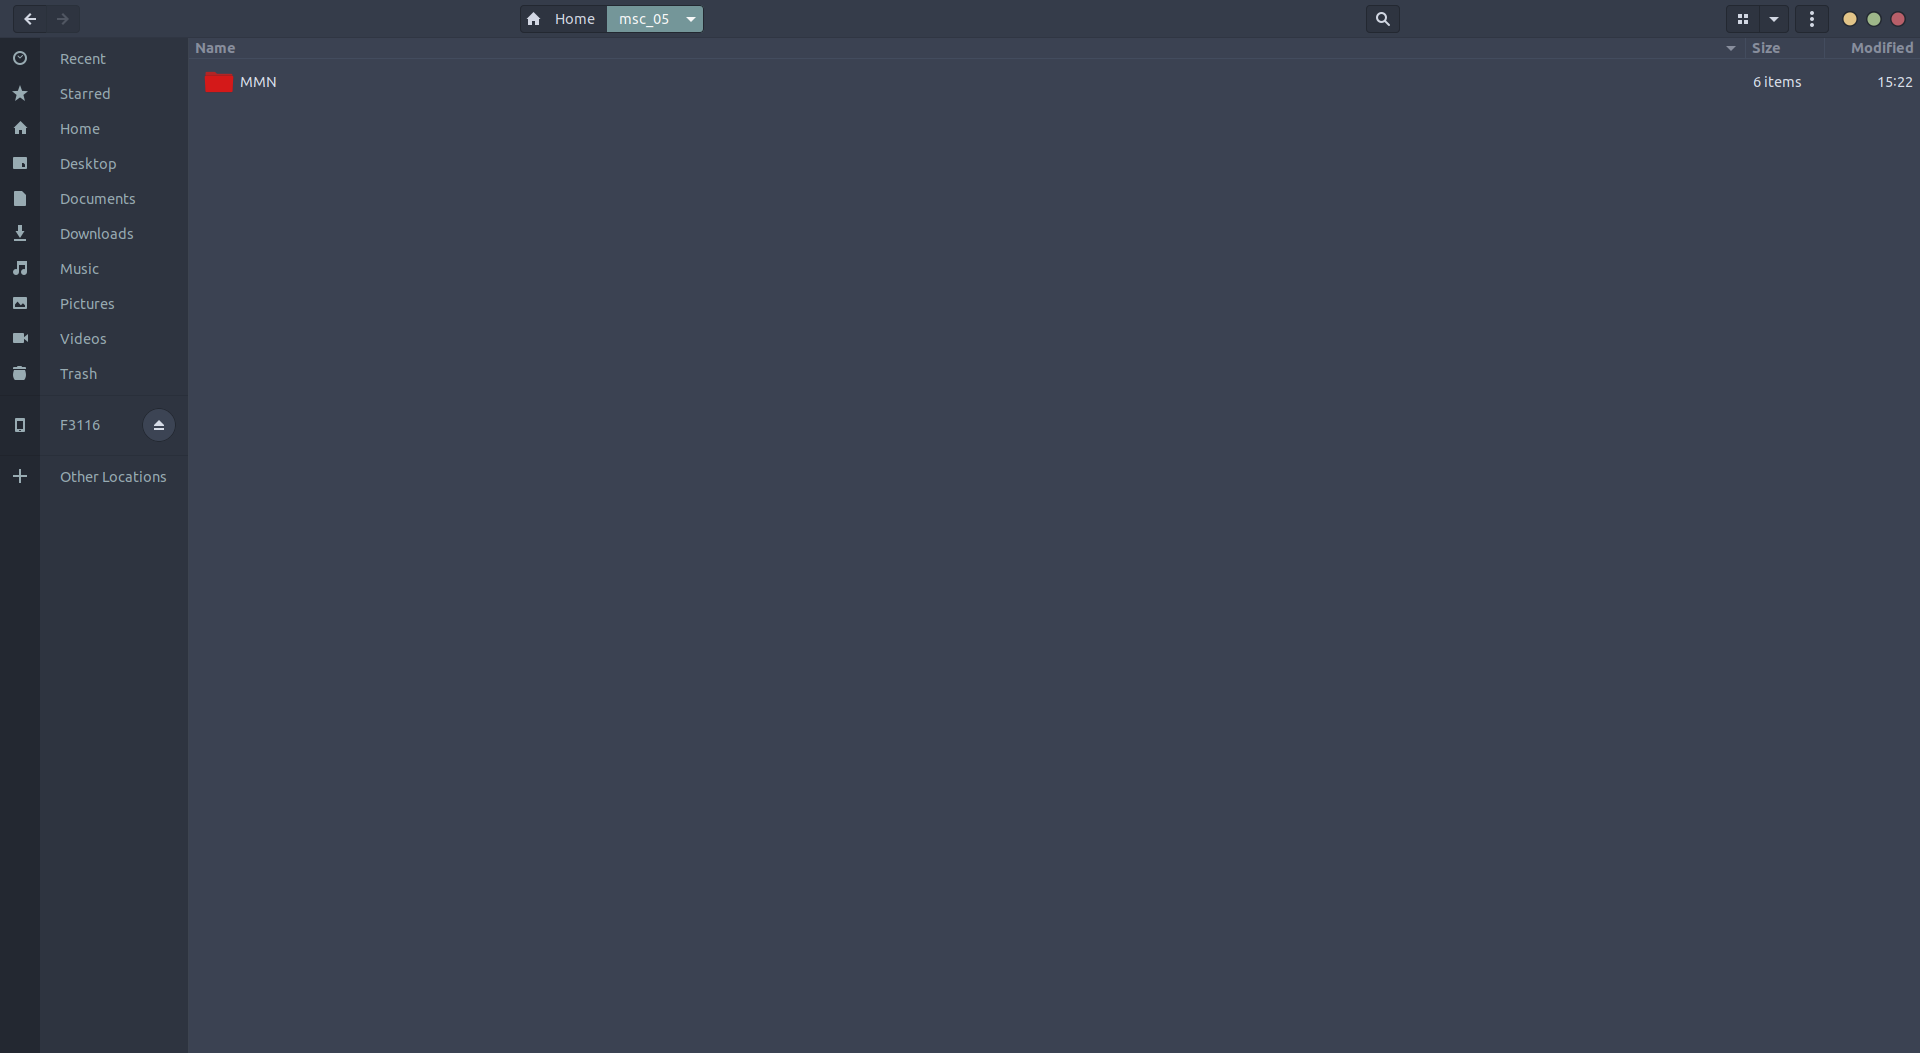 Home msc_05
Name Size Modified
MMN 6 items 15:22
Recent
Starred
Home
Desktop
Documents
Downloads
Music
Pictures
Videos
Trash
F3116
Other Locations